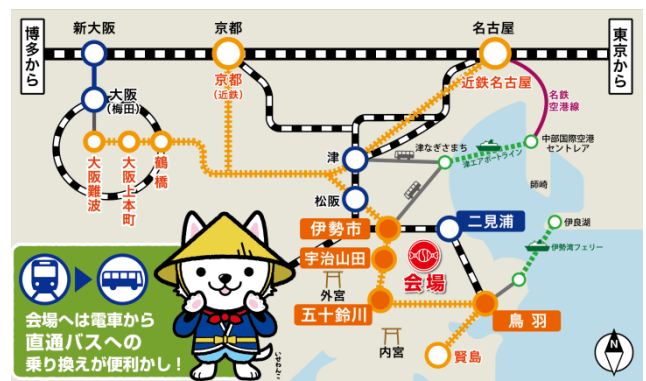 博多から
新大阪
京都
名古屋
東京から
京都
(近鉄)
近鉄名古屋
名鉄
空港線
大阪
(梅田)
大阪難波
大阪上本町
鶴橋
津
津なぎさまち
津エアポートライン
中部国際空港
セントレア
師崎
松阪
伊勢市
二見浦
伊良湖
伊勢湾フェリー
宇治山田
会場
外宮
五十鈴川
鳥羽
内宮
賢島
会場へは電車から
直通バスへの
乗り換えが便利かし!
いせわんこ
N